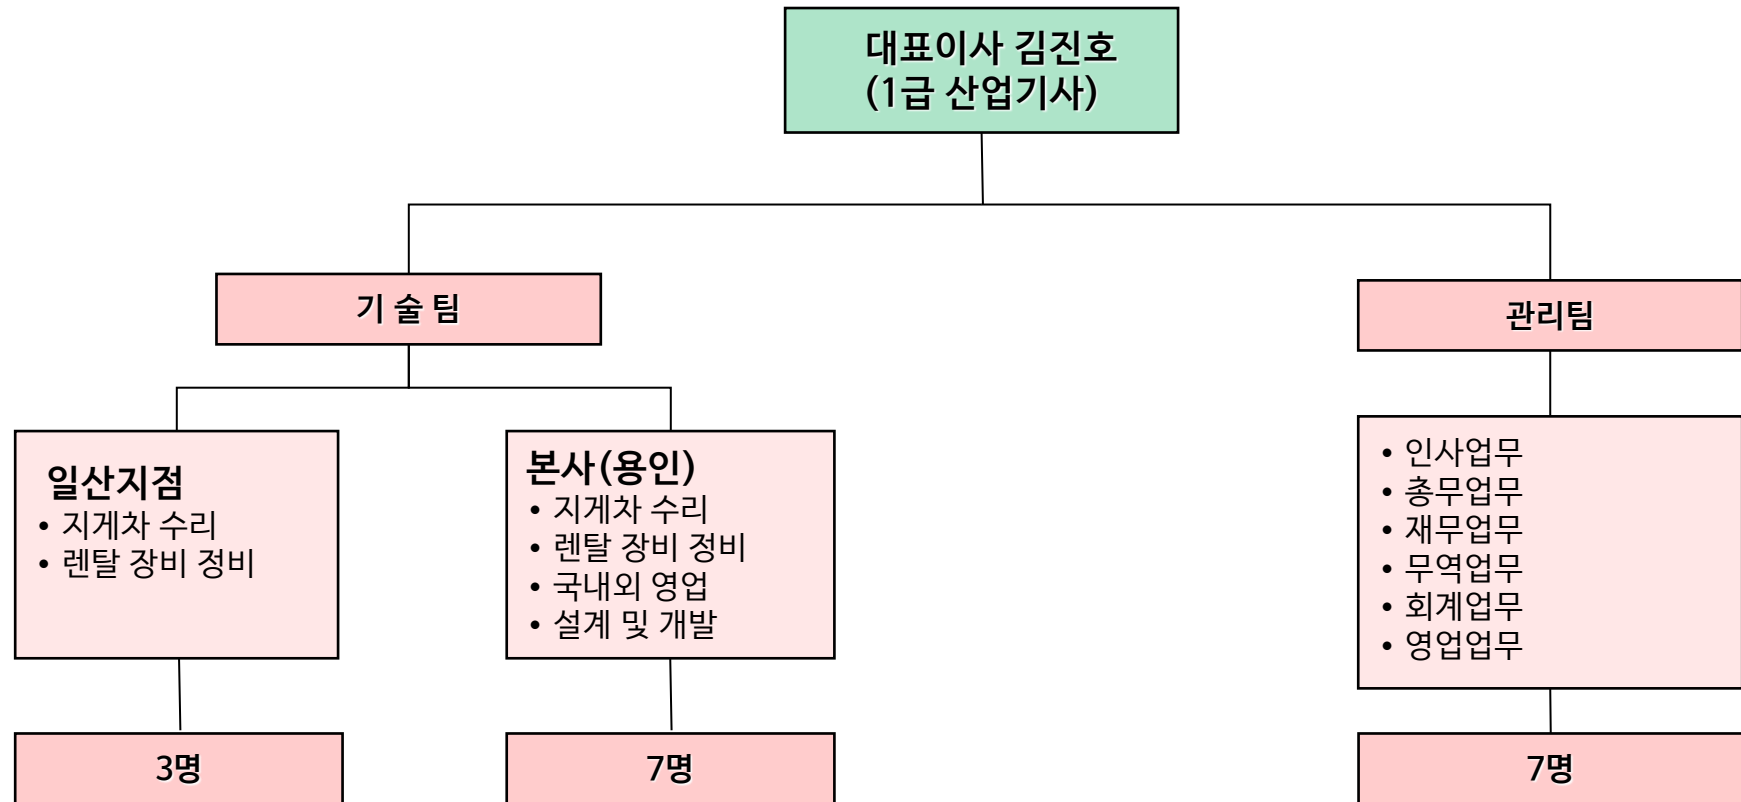 대표이사 김진호
(1급 산업기사)
기 술 팀
관리팀
일산지점
• 지게차 수리
• 렌탈 장비 정비
본사(용인)
• 지게차 수리
• 렌탈 장비 정비
• 국내외 영업
• 설계 및 개발
• 인사업무
• 총무업무
• 재무업무
• 무역업무
• 회계업무
• 영업업무
3명
7명
7명